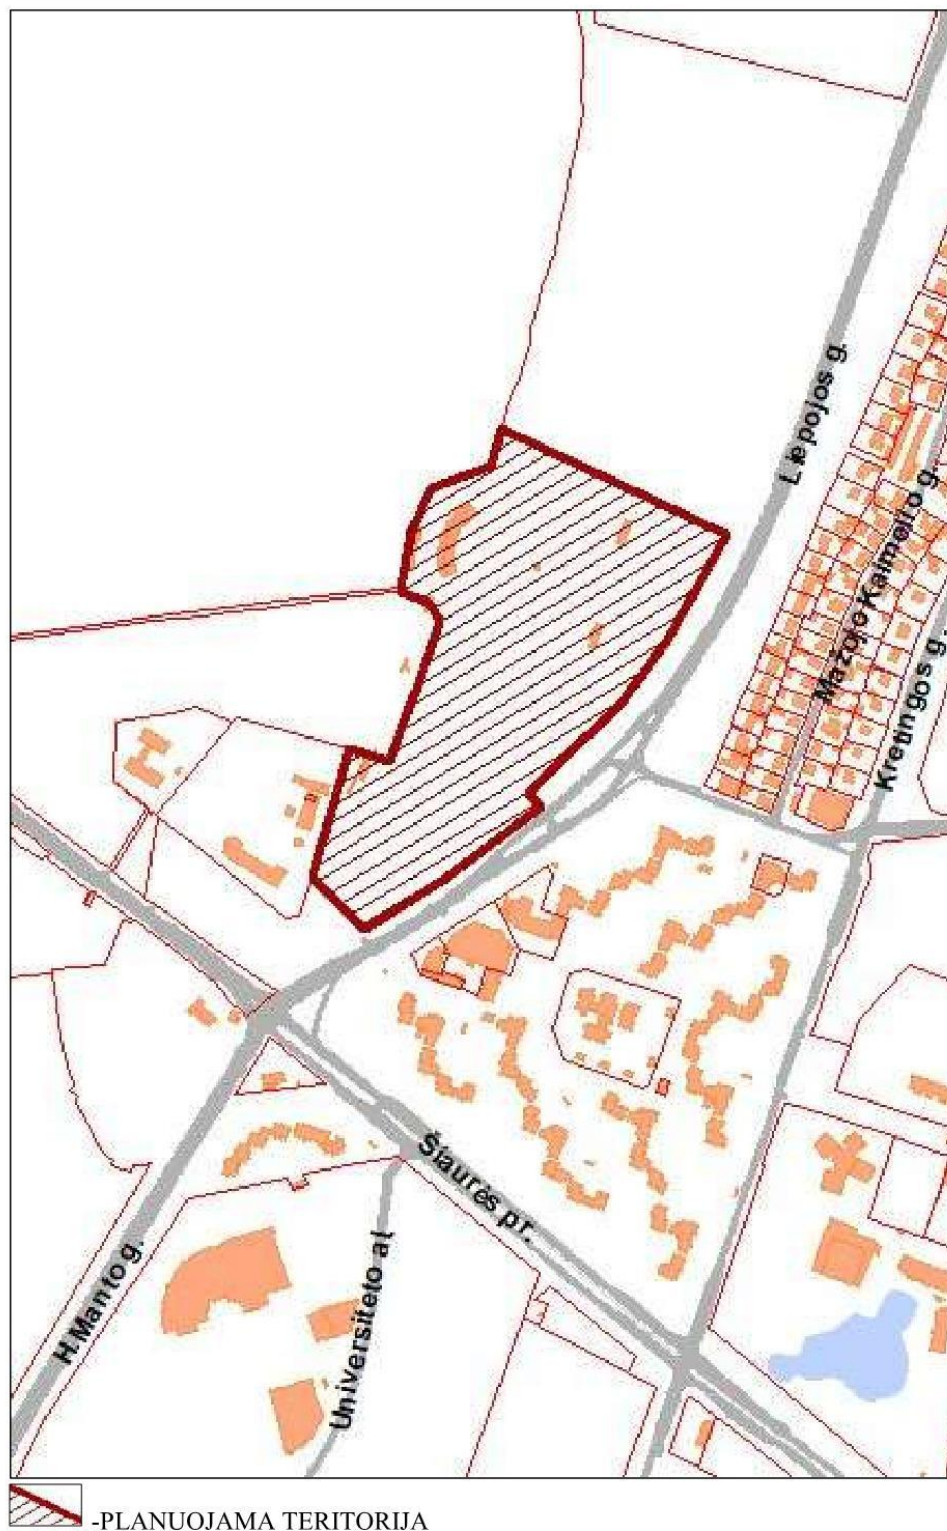 Liepojos g.
Mažojo Kaimelio g.
Kretingos g.
Šiaurės pr.
H.Manto g.
Universiteto al
-PLANUOJAMA TERITORIJA